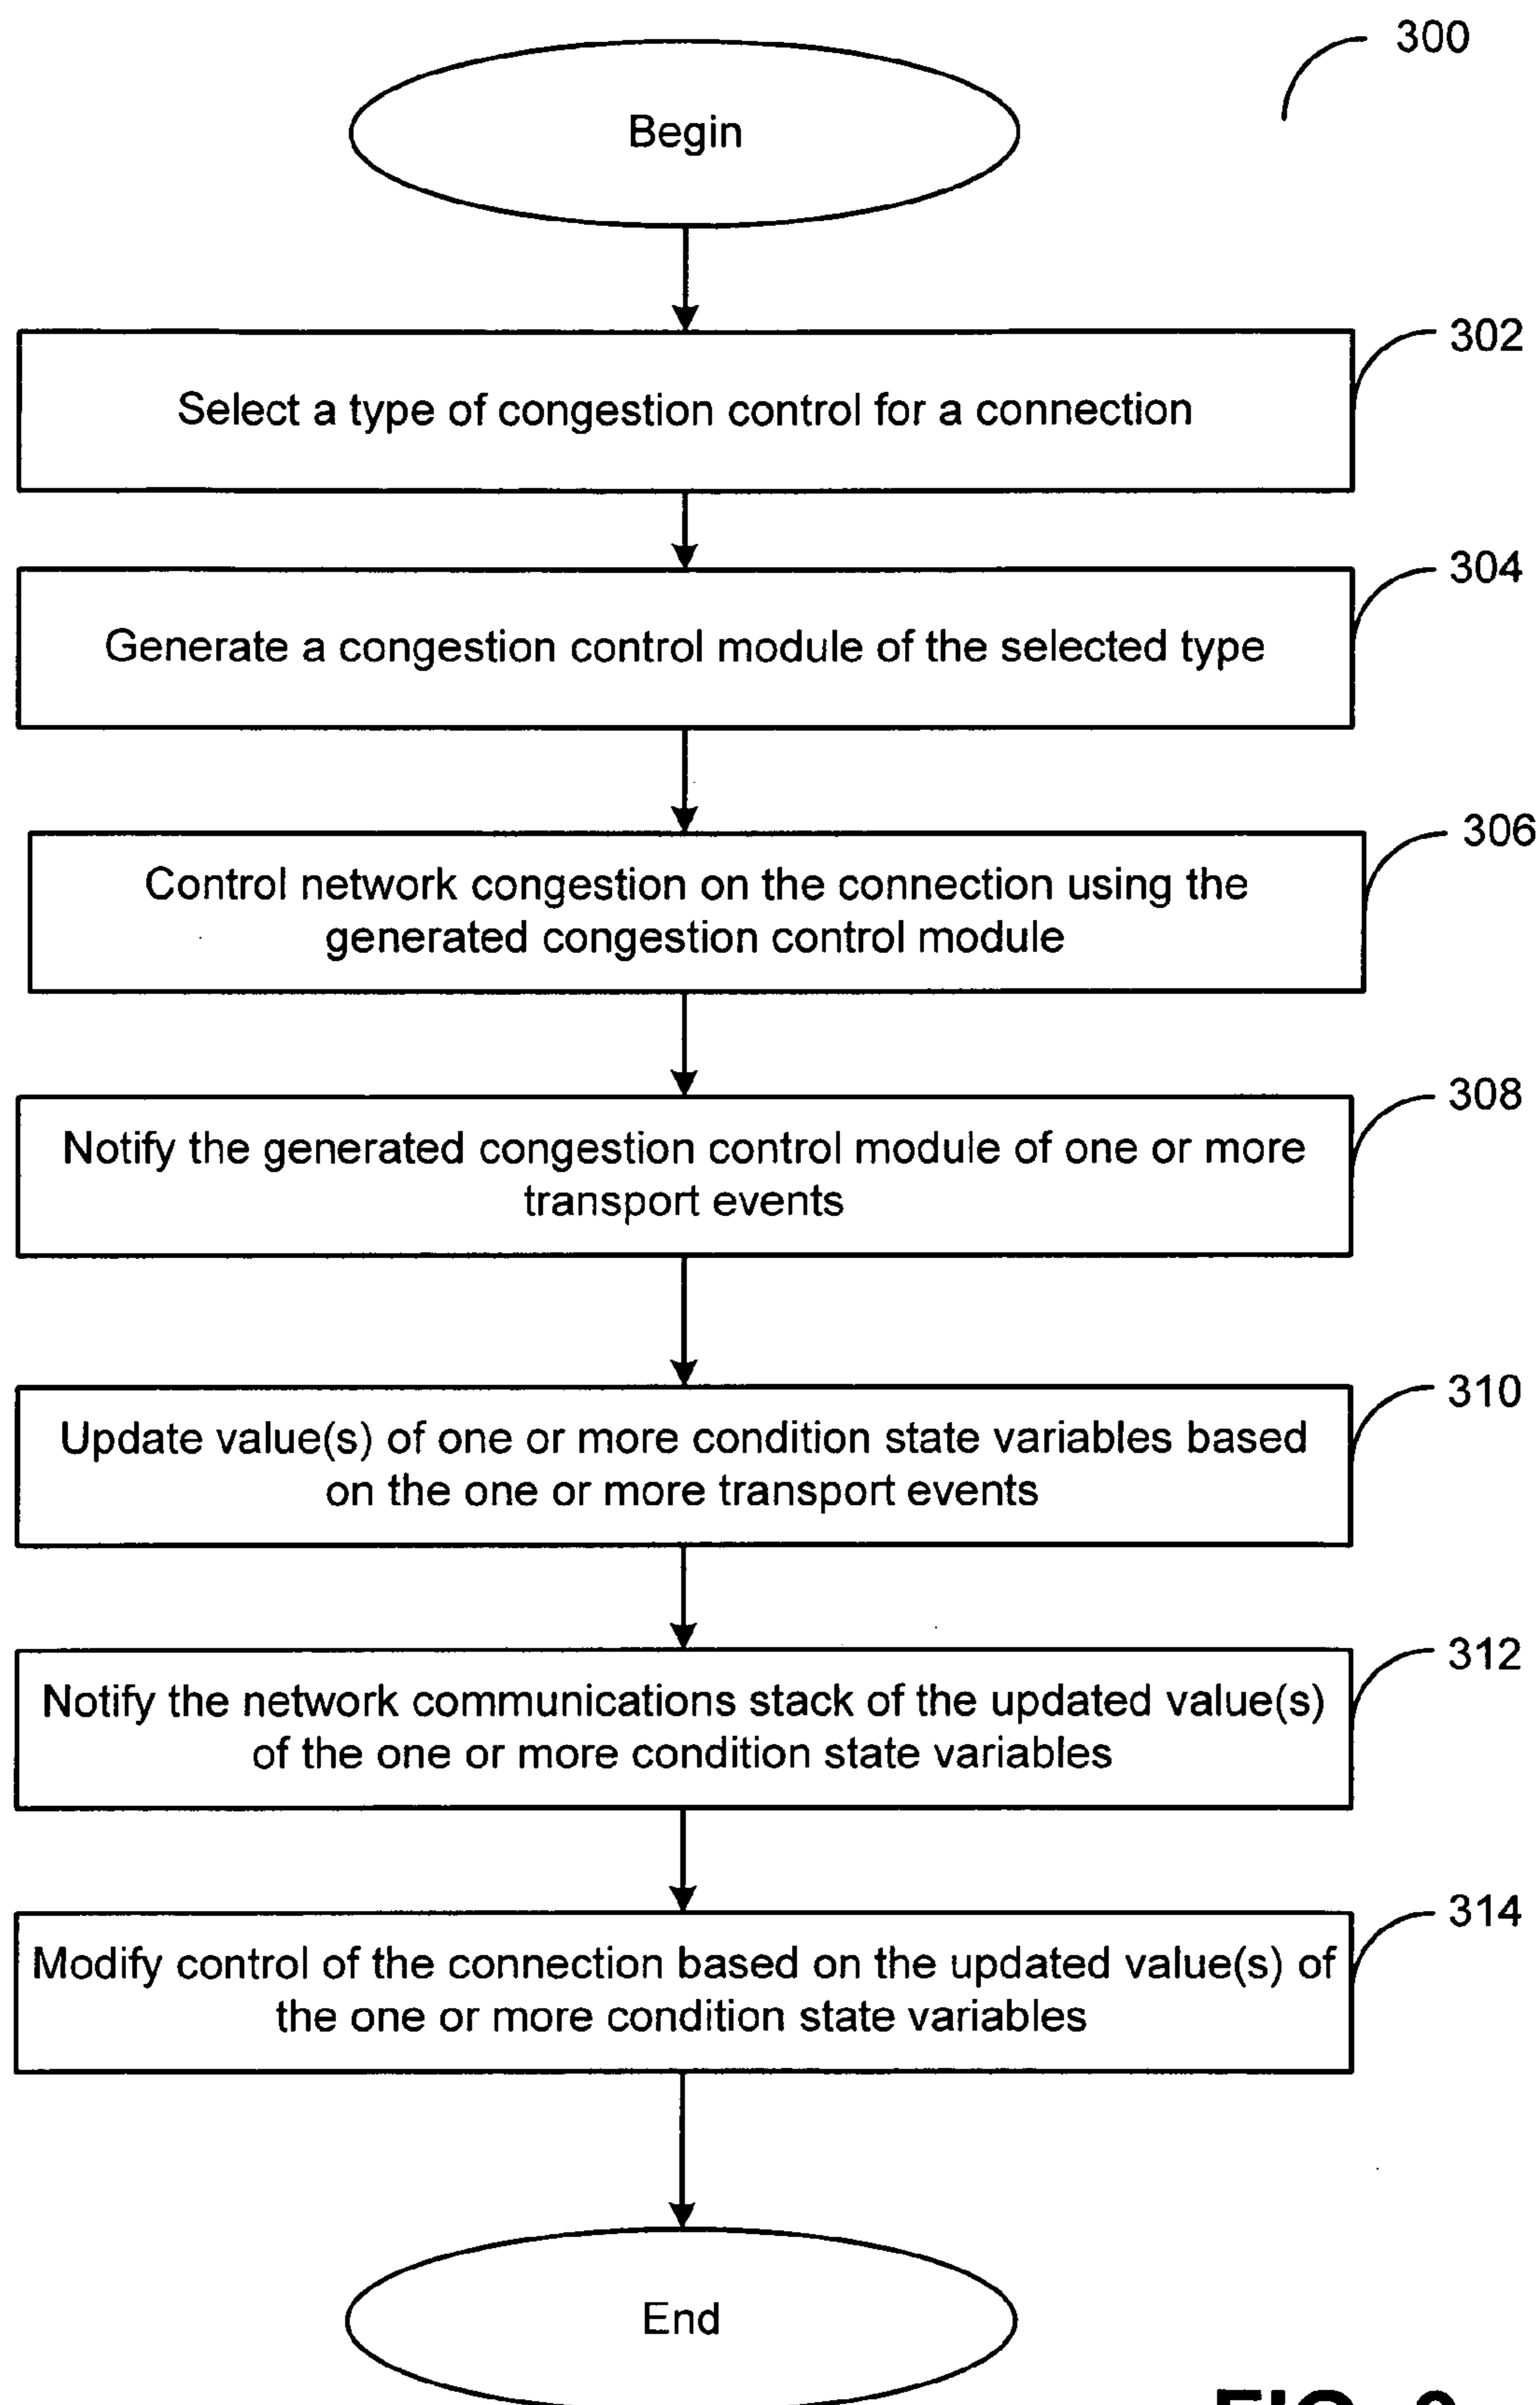 300
Begin
302
Select a type of congestion control for a connection
304
Generate a congestion control module of the selected type
306
Control network congestion on the connection using the
generated congestion control module
308
Notify the generated congestion control module of one or more
transport events
310
Update value(s) of one or more condition state variables based
on the one or more transport events
312
Notify the network communications stack of the updated value(s)
of the one or more condition state variables
314
Modify control of the connection based on the updated value(s) of
the one or more condition state variables
End